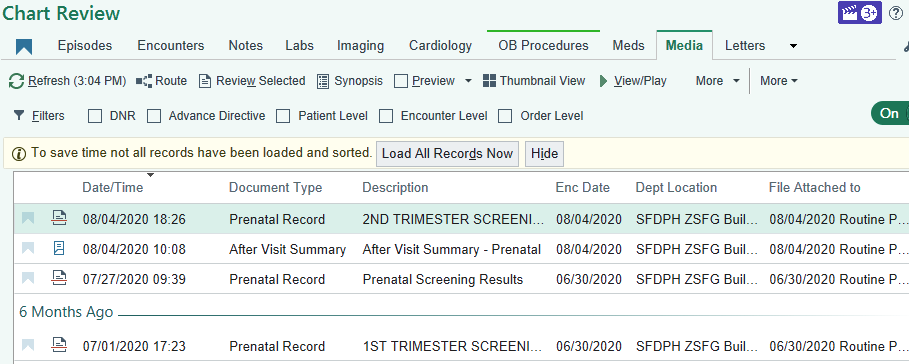 Chart Review 3+ ?
Episodes Encounters Notes Labs Imaging Cardiology OB Procedures Meds Media Letters
Refresh (3:04 PM) Route Review Selected Synopsis Preview Thumbnail View View/Play More More
Filters DNR Advance Directive Patient Level Encounter Level Order Level On
To save time not all records have been loaded and sorted. Load All Records Now Hide
Date/Time Document Type Description Enc Date Dept Location File Attached to
08/04/2020 18:26 Prenatal Record 2ND TRIMESTER SCREENI... 08/04/2020 SFDPH ZSFG Buil... 08/04/2020 Routine P...
08/04/2020 10:08 After Visit Summary After Visit Summary - Prenatal 08/04/2020 SFDPH ZSFG Buil... 08/04/2020 Routine P...
07/27/2020 09:39 Prenatal Record Prenatal Screening Results 06/30/2020 SFDPH ZSFG Buil... 06/30/2020 Routine P...
6 Months Ago
07/01/2020 17:23 Prenatal Record 1ST TRIMESTER SCREENI... 06/30/2020 SFDPH ZSFG Buil... 06/30/2020 Routine P...